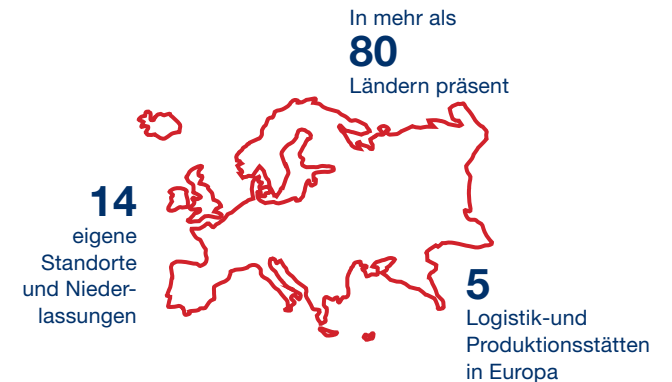 In mehr als
80
Ländern präsent
14
eigene
Standorte
und Nieder-
lassungen
5
Logistik-und
Produktionsstätten
in Europa